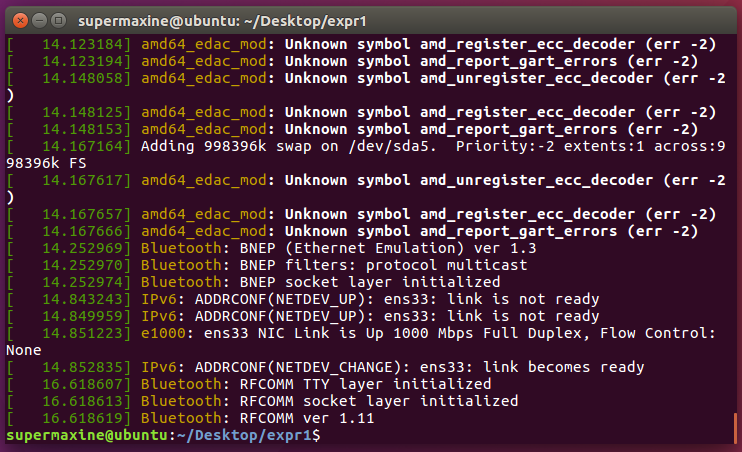 supermaxine@ubuntu: ~/Desktop/expr1
[   14.123184] amd64_edac_mod: Unknown symbol amd_register_ecc_decoder (err -2)
[   14.123194] amd64_edac_mod: Unknown symbol amd_report_gart_errors (err -2)
[   14.148058] amd64_edac_mod: Unknown symbol amd_unregister_ecc_decoder (err -2
)
[   14.148125] amd64_edac_mod: Unknown symbol amd_register_ecc_decoder (err -2)
[   14.148153] amd64_edac_mod: Unknown symbol amd_report_gart_errors (err -2)
[   14.167164] Adding 998396k swap on /dev/sda5.  Priority:-2 extents:1 across:9
98396k FS
[   14.167617] amd64_edac_mod: Unknown symbol amd_unregister_ecc_decoder (err -2
)
[   14.167657] amd64_edac_mod: Unknown symbol amd_register_ecc_decoder (err -2)
[   14.167666] amd64_edac_mod: Unknown symbol amd_report_gart_errors (err -2)
[   14.252969] Bluetooth: BNEP (Ethernet Emulation) ver 1.3
[   14.252970] Bluetooth: BNEP filters: protocol multicast
[   14.252974] Bluetooth: BNEP socket layer initialized
[   14.843243] IPv6: ADDRCONF(NETDEV_UP): ens33: link is not ready
[   14.849959] IPv6: ADDRCONF(NETDEV_UP): ens33: link is not ready
[   14.851223] e1000: ens33 NIC Link is Up 1000 Mbps Full Duplex, Flow Control:
None
[   14.852835] IPv6: ADDRCONF(NETDEV_CHANGE): ens33: link becomes ready
[   16.618607] Bluetooth: RFCOMM TTY layer initialized
[   16.618613] Bluetooth: RFCOMM socket layer initialized
[   16.618619] Bluetooth: RFCOMM ver 1.11
supermaxine@ubuntu:~/Desktop/expr1$